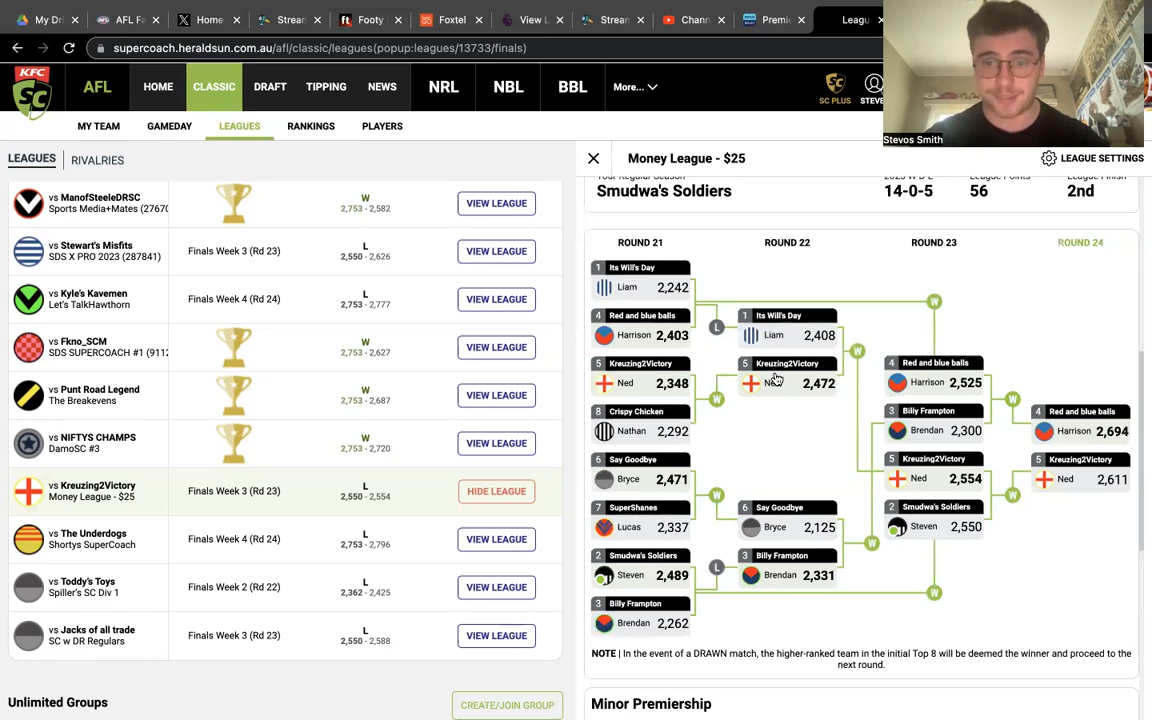 My Dri
AFL Fa
Home
Stream
Footy
Foxtel
View L
Stream
Chann
Premie
Leagu
supercoach.heraldsun.com.au/afl/classic/leagues(popup:leagues/13733/finals)
KFC
SC
AFL
HOME
CLASSIC
DRAFT
TIPPING
NEWS
NRL
NBL
BBL
More...
SC PLUS
STEVE
Stevos Smith
MY TEAM
GAMEDAY
LEAGUES
RANKINGS
PLAYERS
LEAGUES
RIVALRIES
vs ManofSteeleDRSC
Sports Media+Mates (27670
W
2,753 - 2,582
VIEW LEAGUE
vs Stewart's Misfits
SDS X PRO 2023 (287841)
Finals Week 3 (Rd 23)
L
2,550 - 2,626
VIEW LEAGUE
vs Kyle's Kavemen
Let's TalkHawthorn
Finals Week 4 (Rd 24)
L
2,753 - 2,777
VIEW LEAGUE
vs Fkno_SCM
SDS SUPERCOACH #1 (9112
W
2,753 - 2,627
VIEW LEAGUE
vs Punt Road Legend
The Breakevens
W
2,753 - 2,687
VIEW LEAGUE
vs NIFTYS CHAMPS
DamoSC #3
W
2,753 - 2,720
VIEW LEAGUE
vs Kreuzing2Victory
Money League - $25
Finals Week 3 (Rd 23)
L
2,550 - 2,554
HIDE LEAGUE
vs The Underdogs
Shortys SuperCoach
Finals Week 4 (Rd 24)
L
2,753 - 2,796
VIEW LEAGUE
vs Toddy's Toys
Spiller's SC Div 1
Finals Week 2 (Rd 22)
L
2,362 - 2,425
VIEW LEAGUE
vs Jacks of all trade
SC w DR Regulars
Finals Week 3 (Rd 23)
L
2,550 - 2,588
VIEW LEAGUE
Unlimited Groups
CREATE/JOIN GROUP
Money League - $25
LEAGUE SETTINGS
Smudwa's Soldiers
14-0-5
56
2nd
ROUND 21
ROUND 22
ROUND 23
ROUND 24
1 Its Will's Day
Liam 2,242
4 Red and blue balls
Harrison 2,403
5 Kreuzing2Victory
Ned 2,348
8 Crispy Chicken
Nathan 2,292
6 Say Goodbye
Bryce 2,471
7 SuperShanes
Lucas 2,337
2 Smudwa's Soldiers
Steven 2,489
3 Billy Frampton
Brendan 2,262
L
W
W
L
1 Its Will's Day
Liam 2,408
5 Kreuzing2Victory
2,472
6 Say Goodbye
Bryce 2,125
3 Billy Frampton
Brendan 2,331
W
W
W
4 Red and blue balls
Harrison 2,525
3 Billy Frampton
Brendan 2,300
5 Kreuzing2Victory
Ned 2,554
2 Smudwa's Soldiers
Steven 2,550
W
W
W
4 Red and blue balls
Harrison 2,694
5 Kreuzing2Victory
Ned 2,611
NOTE | In the event of a DRAWN match, the higher-ranked team in the initial Top 8 will be deemed the winner and proceed to the
next round.
Minor Premiership